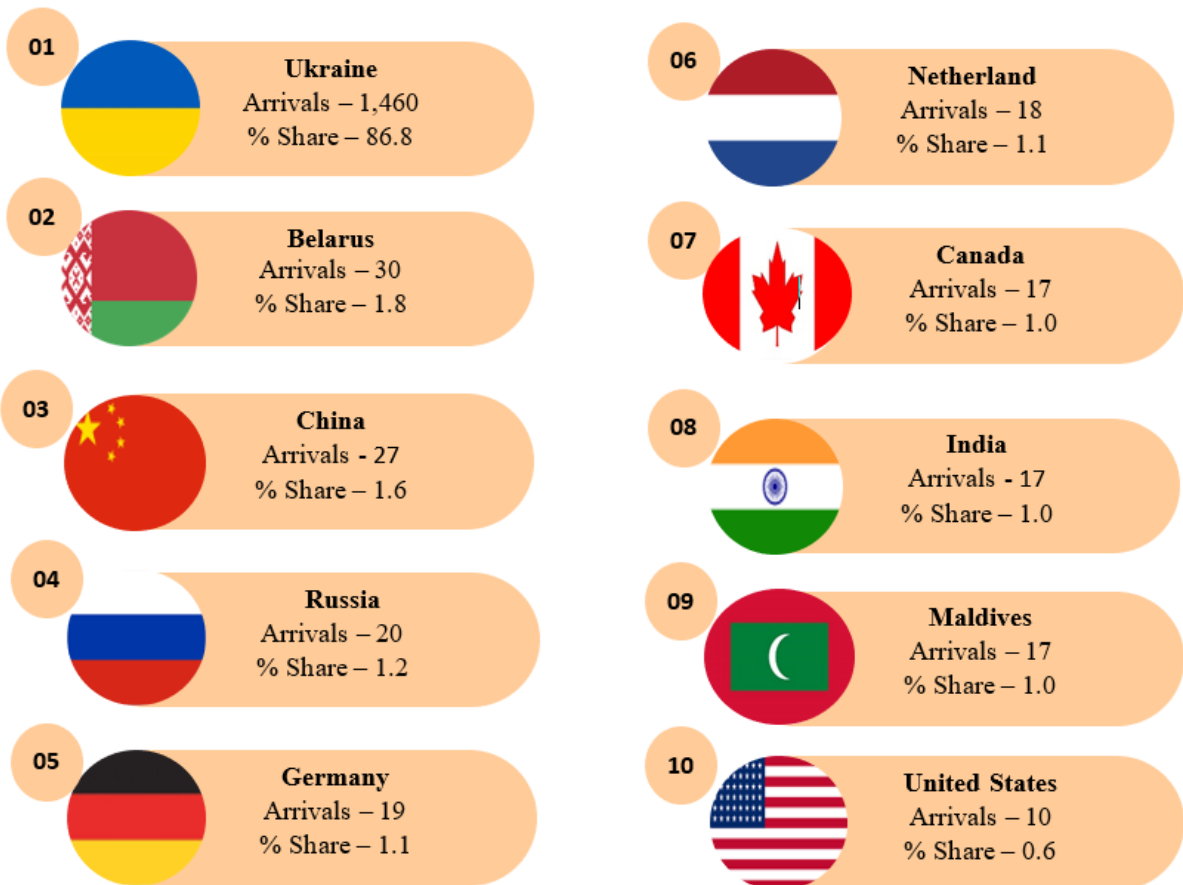 01
Ukraine
Arrivals – 1,460
% Share – 86.8
02
Belarus
Arrivals – 30
% Share – 1.8
03
China
Arrivals - 27
% Share – 1.6
04
Russia
Arrivals – 20
% Share – 1.2
05
Germany
Arrivals – 19
% Share – 1.1
06
Netherland
Arrivals – 18
% Share – 1.1
07
Canada
Arrivals – 17
% Share – 1.0
08
India
Arrivals - 17
% Share – 1.0
09
Maldives
Arrivals – 17
% Share – 1.0
10
United States
Arrivals – 10
% Share – 0.6